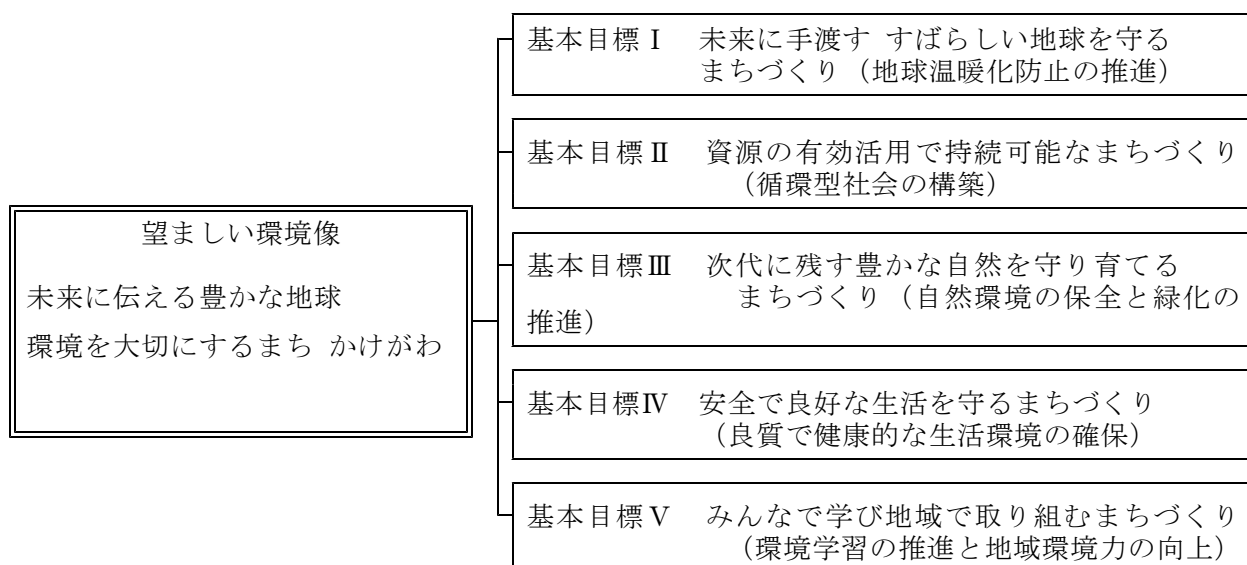 望ましい環境像
未来に伝える豊かな地球
環境を大切にするまち かけがわ
基本目標Ⅰ 未来に手渡す すばらしい地球を守る
まちづくり（地球温暖化防止の推進）
基本目標Ⅱ 資源の有効活用で持続可能なまちづくり
（循環型社会の構築）
基本目標Ⅲ 次代に残す豊かな自然を守り育てる
まちづくり（自然環境の保全と緑化の
推進）
基本目標Ⅳ 安全で良好な生活を守るまちづくり
（良質で健康的な生活環境の確保）
基本目標Ⅴ みんなで学び地域で取り組むまちづくり
（環境学習の推進と地域環境力の向上）